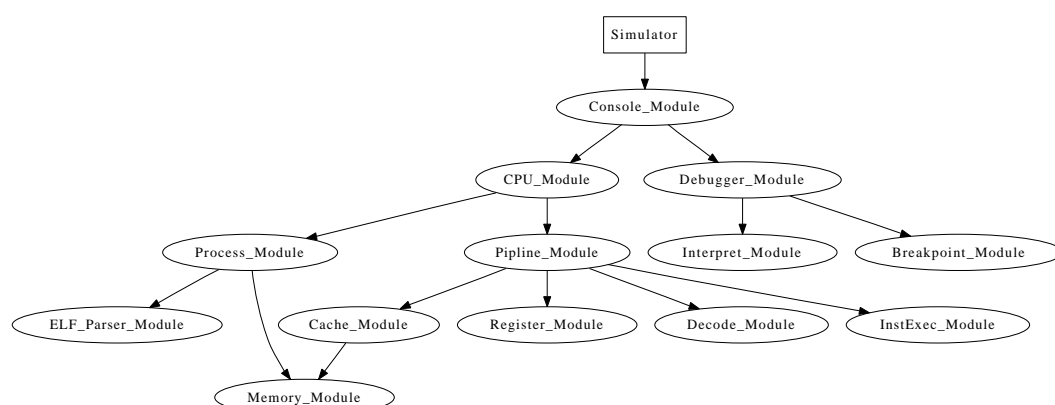 Simulator
Console_Module
CPU_Module
Debugger_Module
Process_Module
Pipline_Module
Interpret_Module
Breakpoint_Module
ELF_Parser_Module
Cache_Module
Register_Module
Decode_Module
InstExec_Module
Memory_Module